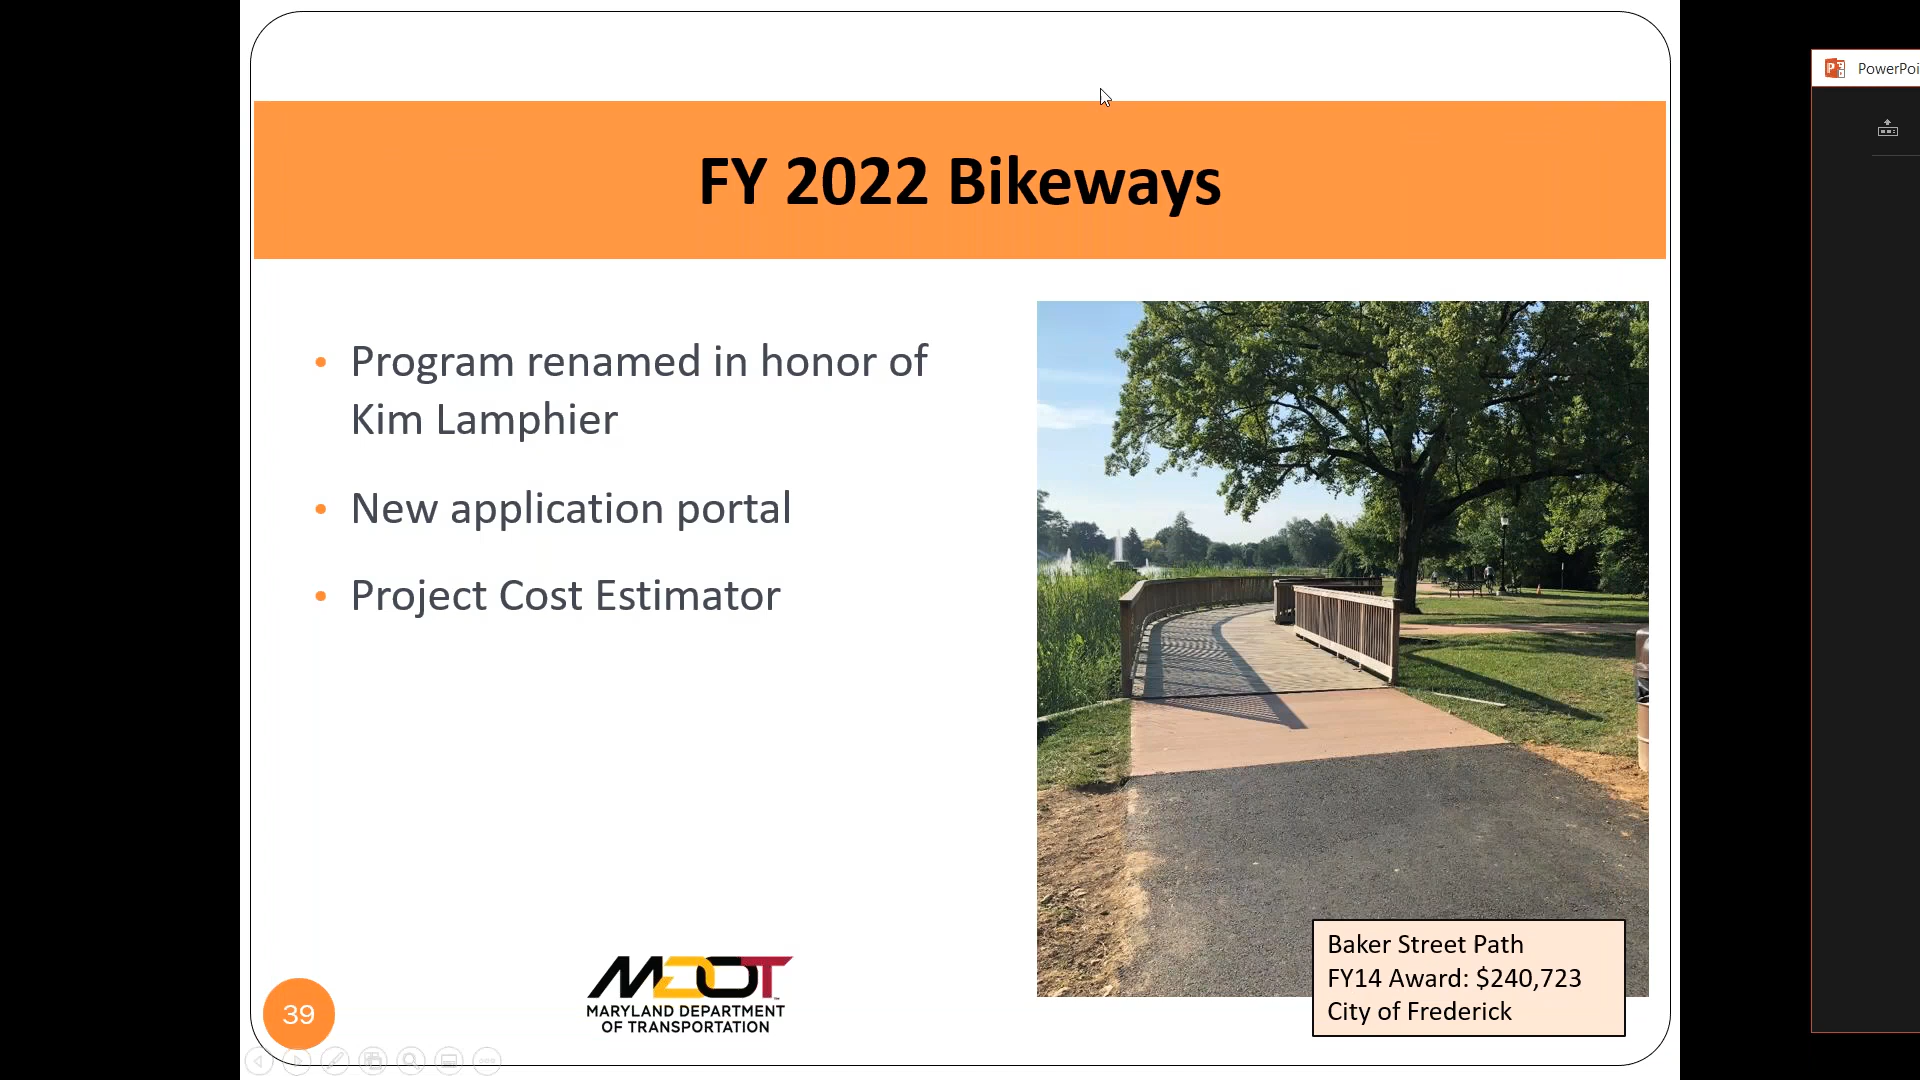 FY 2022 Bikeways
• Program renamed in honor of
Kim Lamphier
• New application portal
• Project Cost Estimator
Baker Street Path
FY14 Award: $240,723
City of Frederick
MDOT
MARYLAND DEPARTMENT
OF TRANSPORTATION
39
PowerPoi